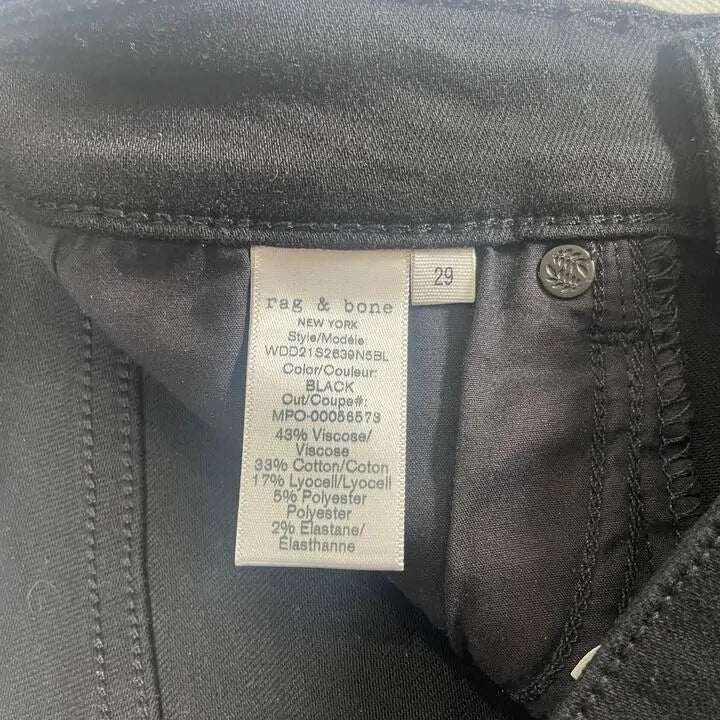 rag & bone
NEW YORK
Style/Modèle
WDD21S2639N5BL
Color/Couleur:
BLACK
Cut/Coupe#:
MPO-00056573
43% Viscose/
Viscose
33% Cotton/Coton
17% Lyocell/Lyocell
5% Polyester
Polyester
2% Elastane/
Élasthanne
29